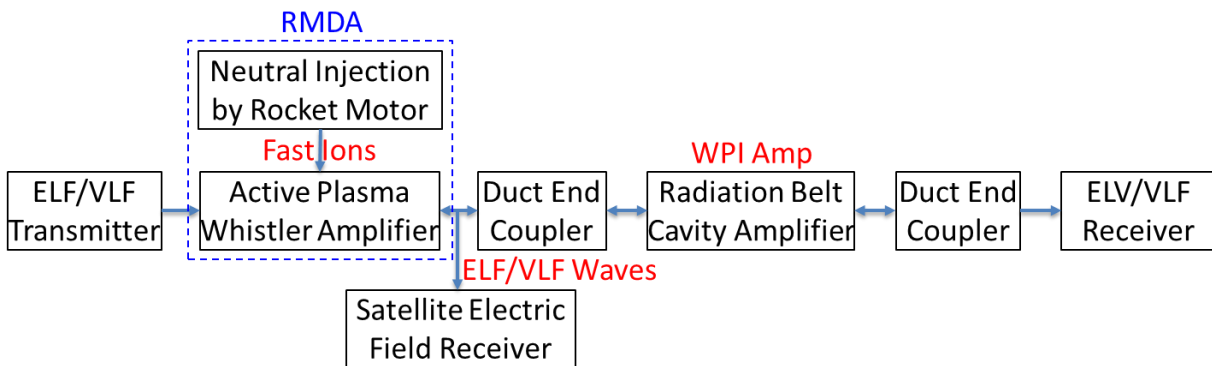 RMDA
Neutral Injection
by Rocket Motor
Fast Ions
WPI Amp
ELF/VLF
Transmitter
Active Plasma
Whistler Amplifier
Duct End
Coupler
Radiation Belt
Cavity Amplifier
Duct End
Coupler
ELV/VLF
Receiver
ELF/VLF Waves
Satellite Electric
Field Receiver